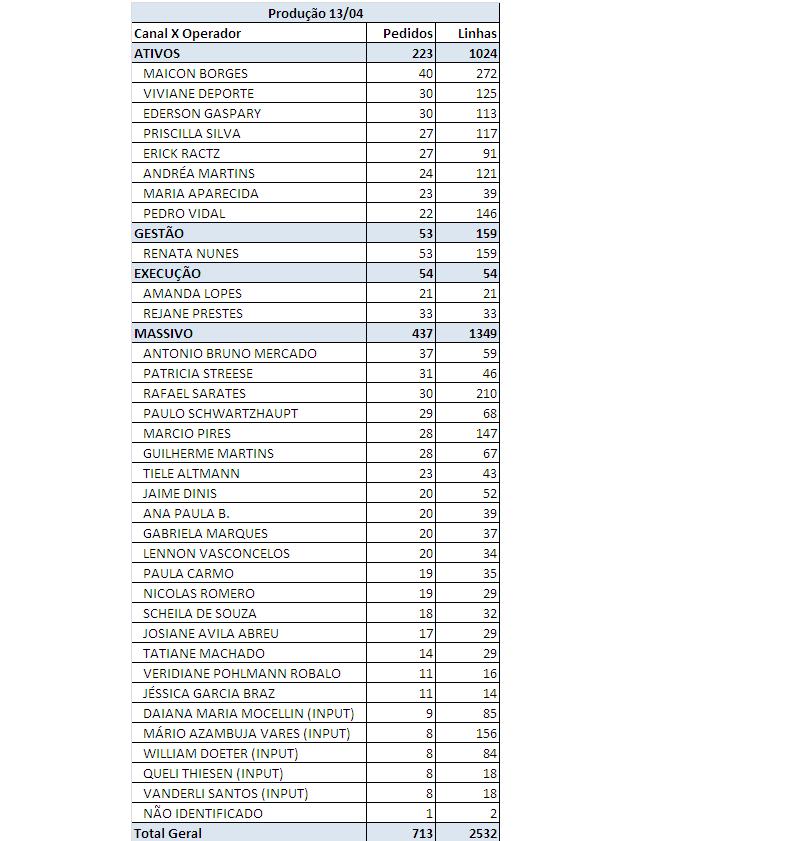 Produção 13/04
Canal X Operador Pedidos Linhas
ATIVOS 223 1024
MAICON BORGES 40 272
VIVIANE DEPORTE 30 125
EDERSON GASPARY 30 113
PRISCILLA SILVA 27 117
ERICK RACTZ 27 91
ANDRÉA MARTINS 24 121
MARIA APARECIDA 23 39
PEDRO VIDAL 22 146
GESTÃO 53 159
RENATA NUNES 53 159
EXECUÇÃO 54 54
AMANDA LOPES 21 21
REJANE PRESTES 33 33
MASSIVO 437 1349
ANTONIO BRUNO MERCADO 37 59
PATRICIA STREESE 31 46
RAFAEL SARATES 30 210
PAULO SCHWARTZHAUPT 29 68
MARCIO PIRES 28 147
GUILHERME MARTINS 28 67
TIELE ALTMANN 23 43
JAIME DINIS 20 52
ANA PAULA B. 20 39
GABRIELA MARQUES 20 37
LENNON VASCONCELOS 20 34
PAULA CARMO 19 35
NICOLAS ROMERO 19 29
SCHEILA DE SOUZA 18 32
JOSIANE AVILA ABREU 17 29
TATIANE MACHADO 14 29
VERIDIANE POHLMANN ROBALO 11 16
JÉSSICA GARCIA BRAZ 11 14
DAIANA MARIA MOCELLIN (INPUT) 9 85
MÁRIO AZAMBUJA VARES (INPUT) 8 156
WILLIAM DOETER (INPUT) 8 84
QUELI THIESEN (INPUT) 8 18
VANDERLI SANTOS (INPUT) 8 18
NÃO IDENTIFICADO 1 2
Total Geral 713 2532